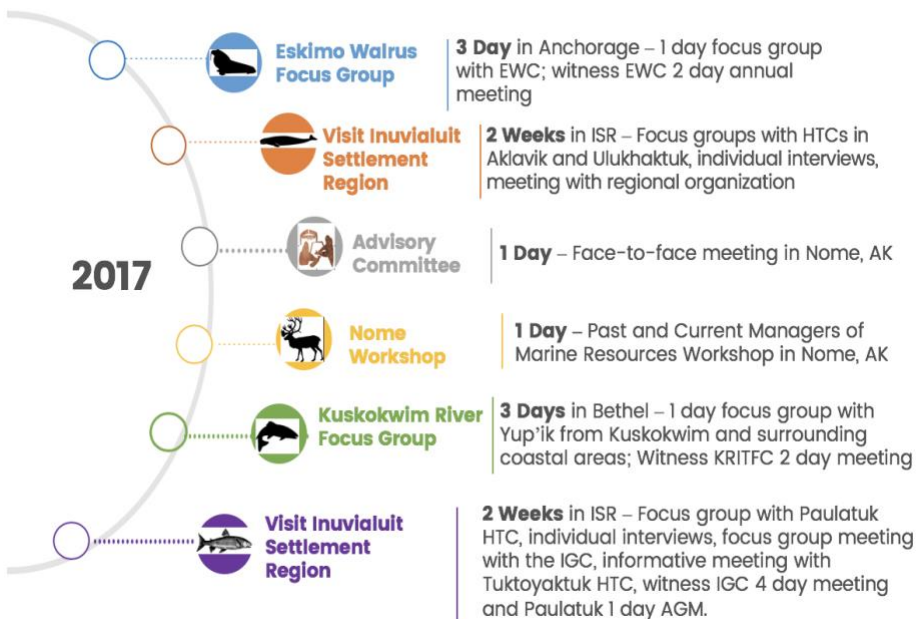 2017
Eskimo Walrus
Focus Group
3 Day in Anchorage – 1 day focus group
with EWC; witness EWC 2 day annual
meeting
Visit Inuvialuit
Settlement
Region
2 Weeks in ISR – Focus groups with HTCs in
Aklavik and Ulukhaktuk, individual interviews,
meeting with regional organization
Advisory
Committee
1 Day – Face-to-face meeting in Nome, AK
Nome
Workshop
1 Day – Past and Current Managers of
Marine Resources Workshop in Nome, AK
Kuskokwim River
Focus Group
3 Days in Bethel – 1 day focus group with
Yup’ik from Kuskokwim and surrounding
coastal areas; Witness KRITFC 2 day meeting
Visit Inuvialuit
Settlement
Region
2 Weeks in ISR – Focus group with Paulatuk
HTC, individual interviews, focus group meeting
with the IGC, informative meeting with
Tuktoyaktuk HTC, witness IGC 4 day meeting
and Paulatuk 1 day AGM.